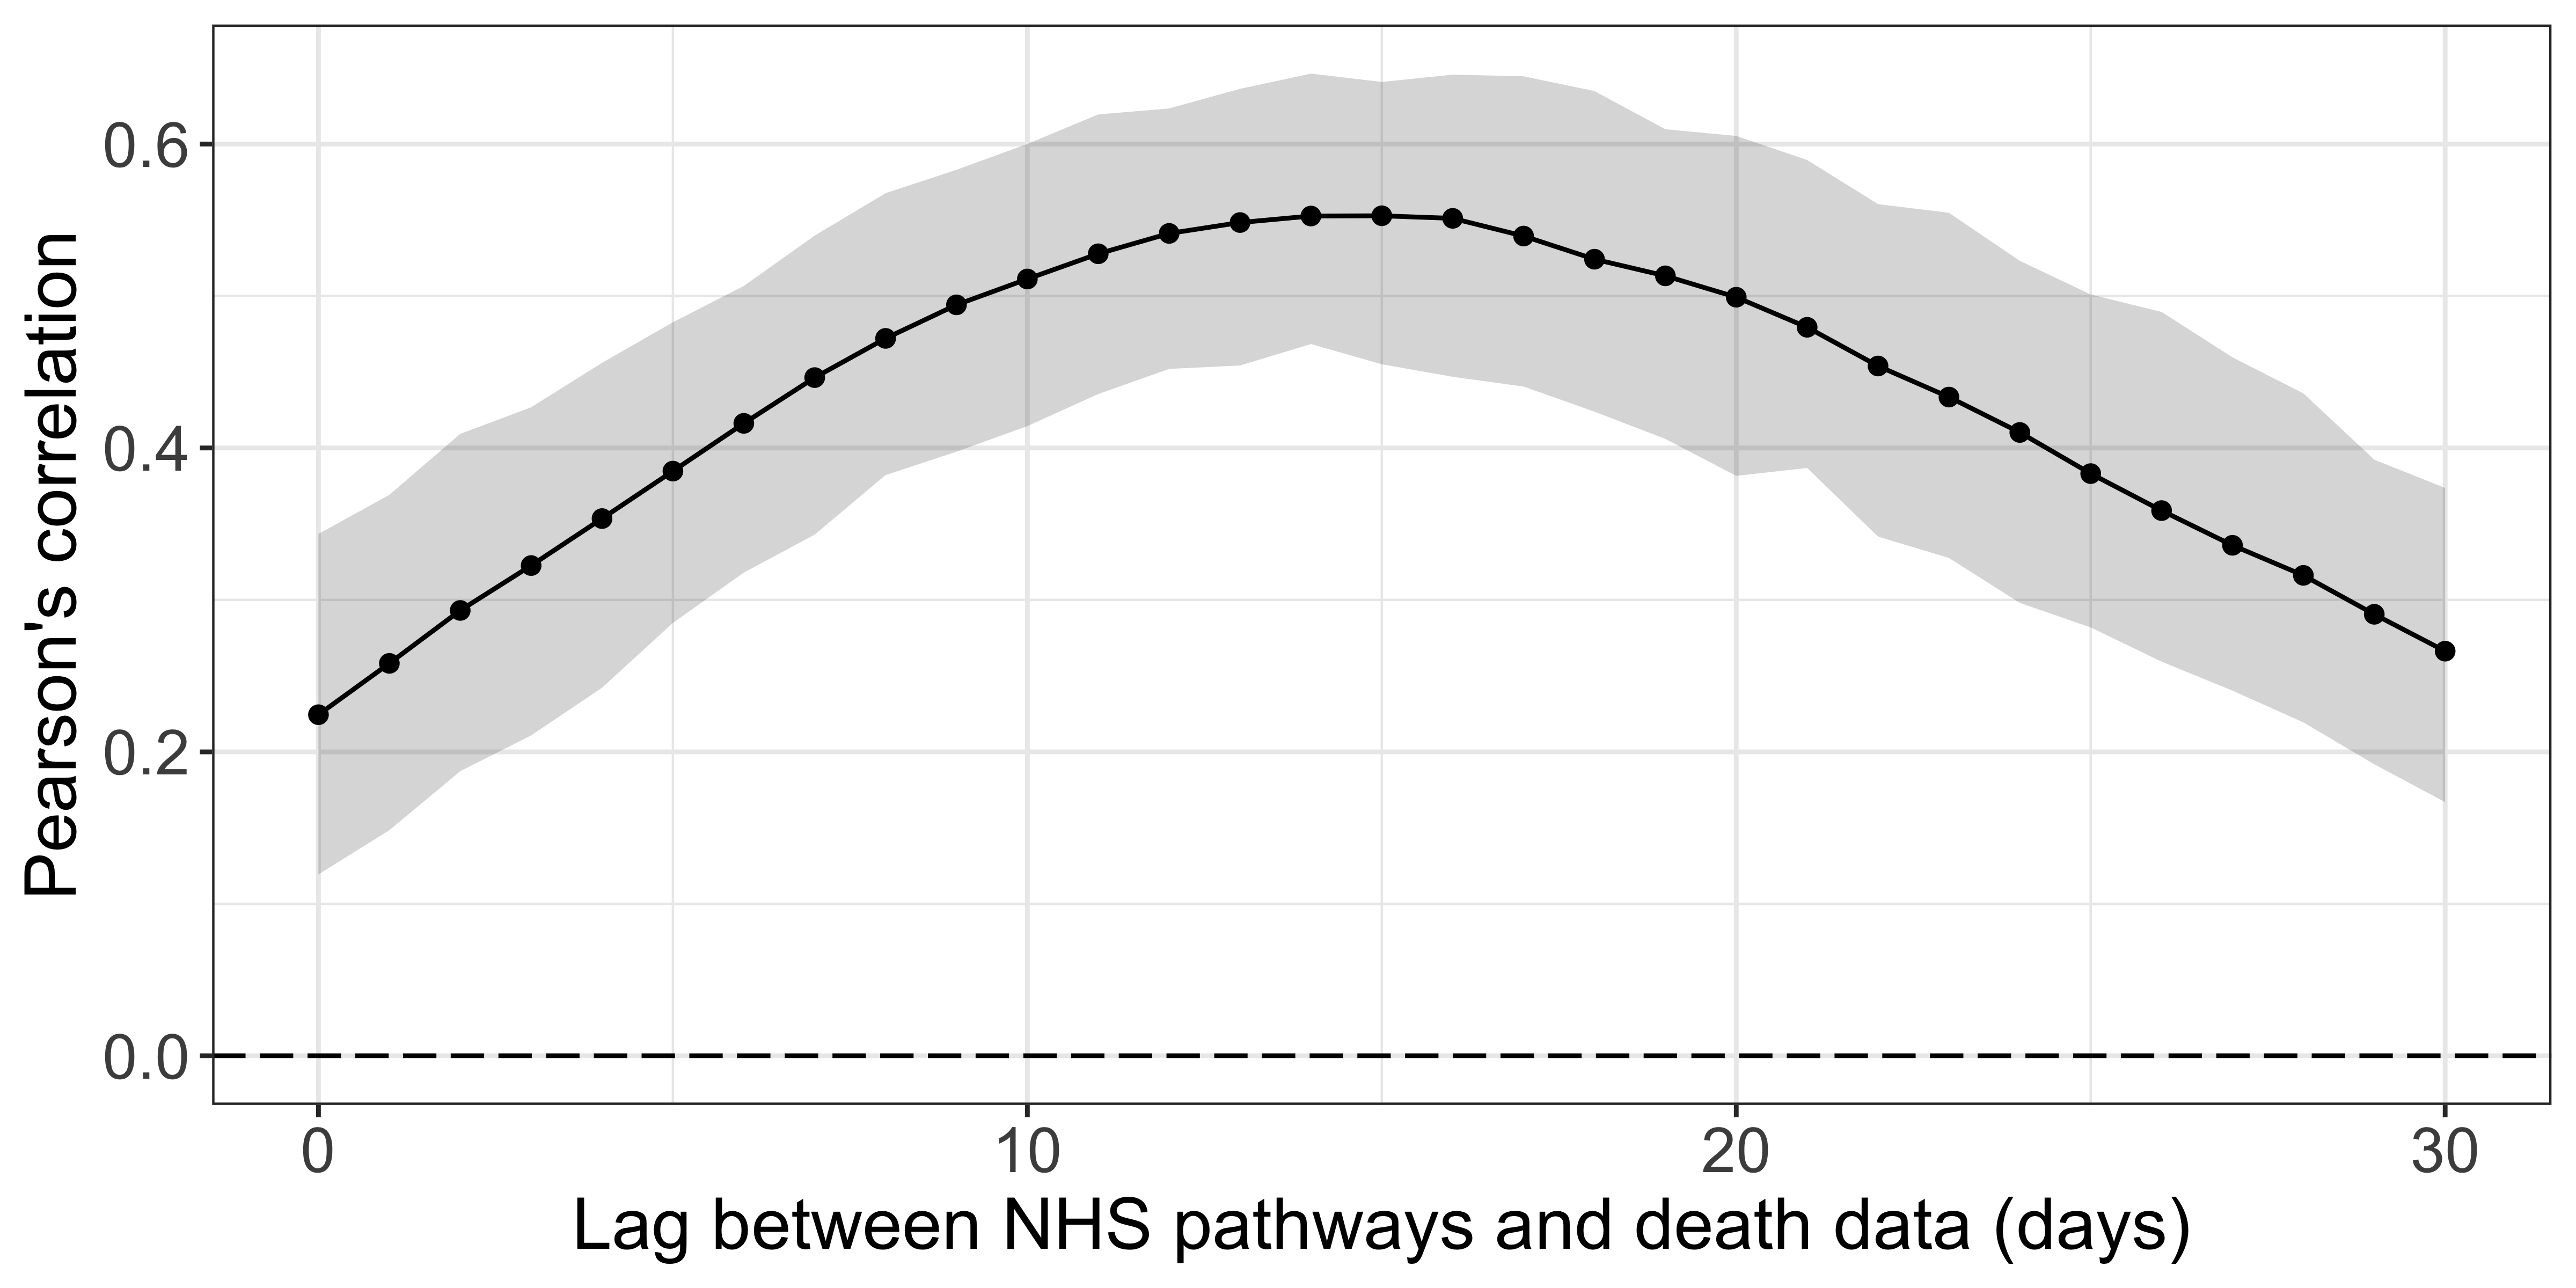 Pearson's correlation
0.6
0.4
0.2
0.0
0 10 20 30
Lag between NHS pathways and death data (days)